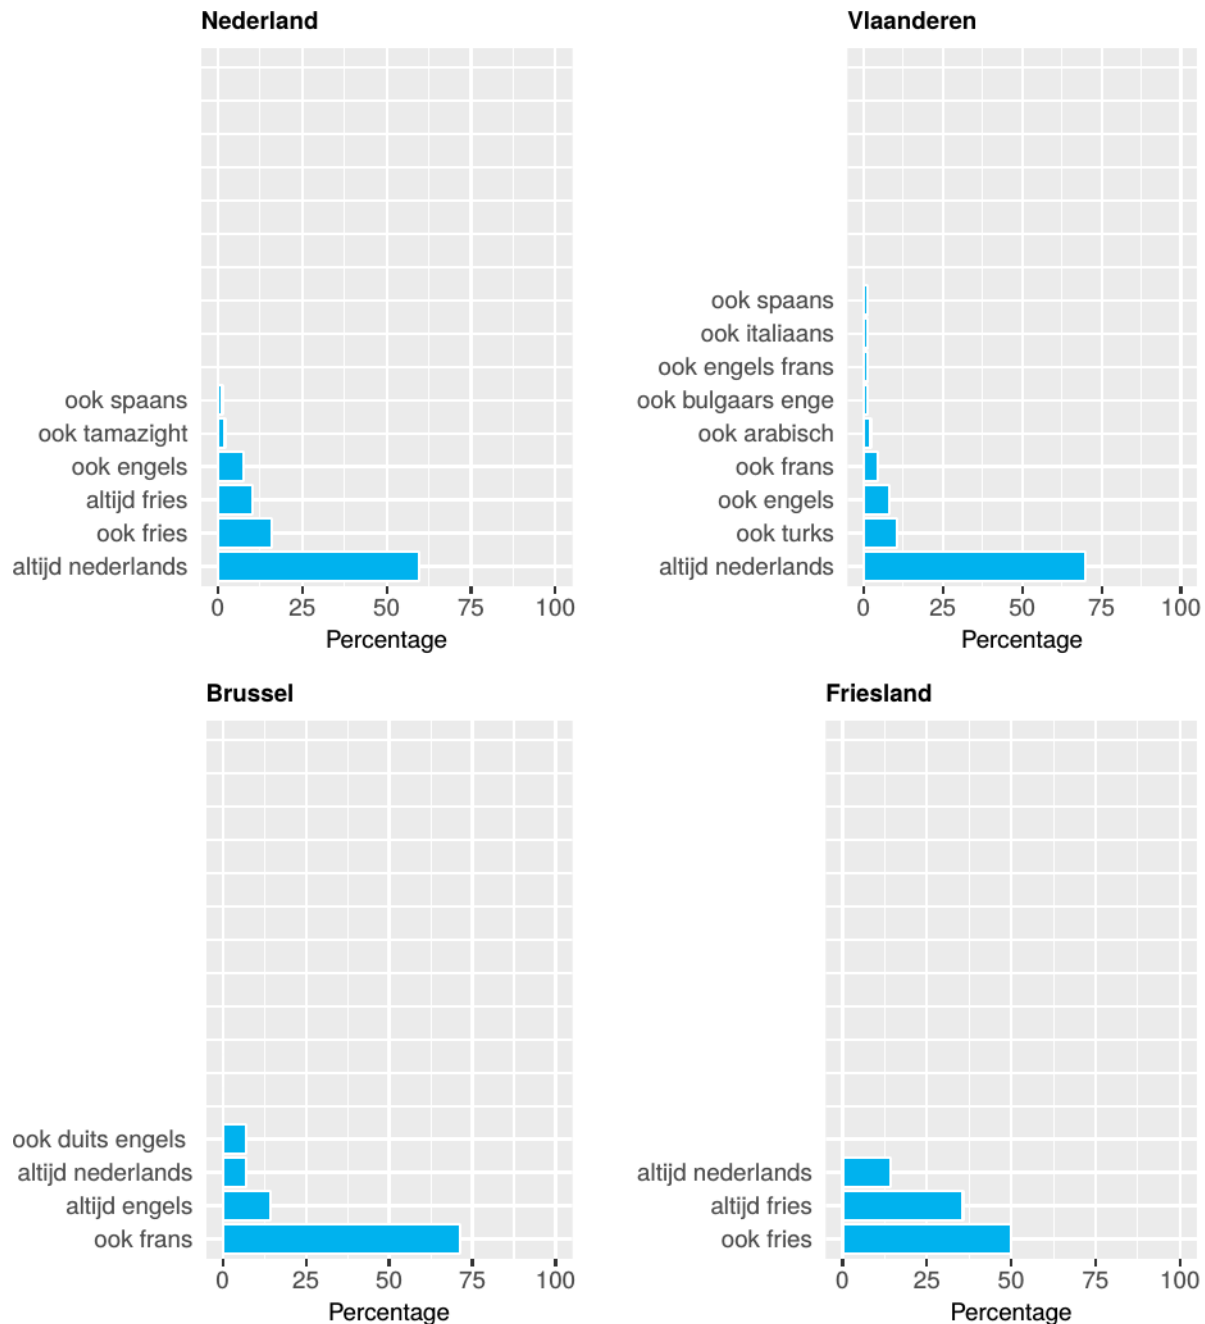 Nederland
ook spaans
ook tamazight
ook engels
altijd fries
ook fries
altijd nederlands
0 25 50 75 100
Percentage
Vlaanderen
ook spaans
ook italiaans
ook engels frans
ook bulgaars enge
ook arabisch
ook frans
ook engels
ook turks
altijd nederlands
0 25 50 75 100
Percentage
Brussel
ook duits engels
altijd nederlands
altijd engels
ook frans
0 25 50 75 100
Percentage
Friesland
altijd nederlands
altijd fries
ook fries
0 25 50 75 100
Percentage